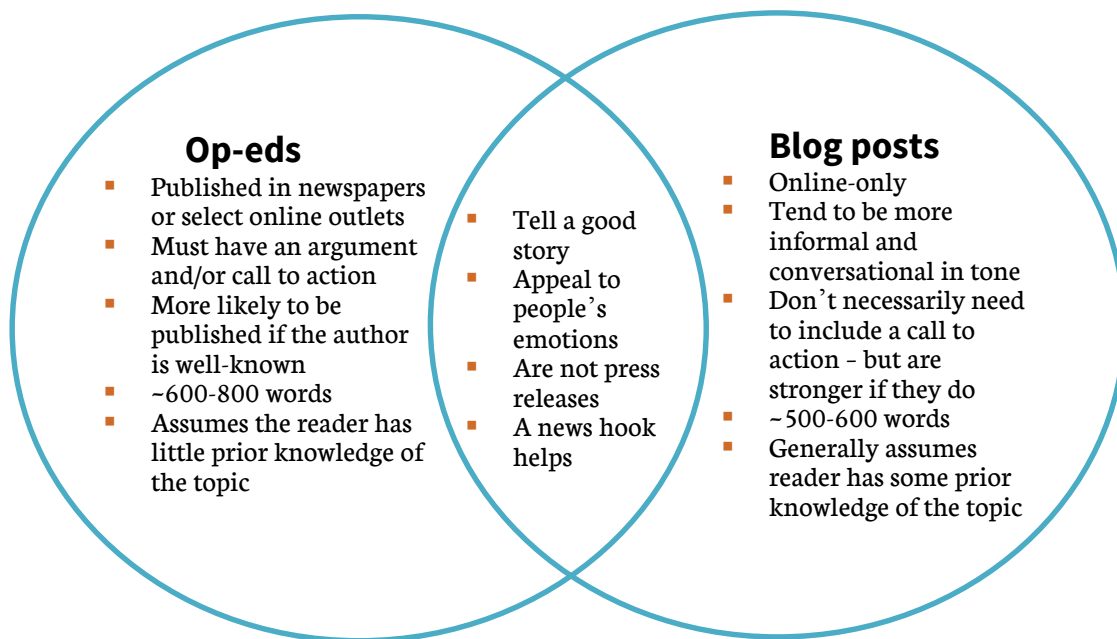 Op-eds
▪ Published in newspapers
or select online outlets
▪ Must have an argument
and/or call to action
▪ More likely to be
published if the author
is well-known
▪ ~600-800 words
▪ Assumes the reader has
little prior knowledge of
the topic
▪ Tell a good
story
▪ Appeal to
people’s
emotions
▪ Are not press
releases
▪ A news hook
helps
Blog posts
▪ Online-only
▪ Tend to be more
informal and
conversational in tone
▪ Don’t necessarily need
to include a call to
action – but are
stronger if they do
▪ ~500-600 words
▪ Generally assumes
reader has some prior
knowledge of the topic